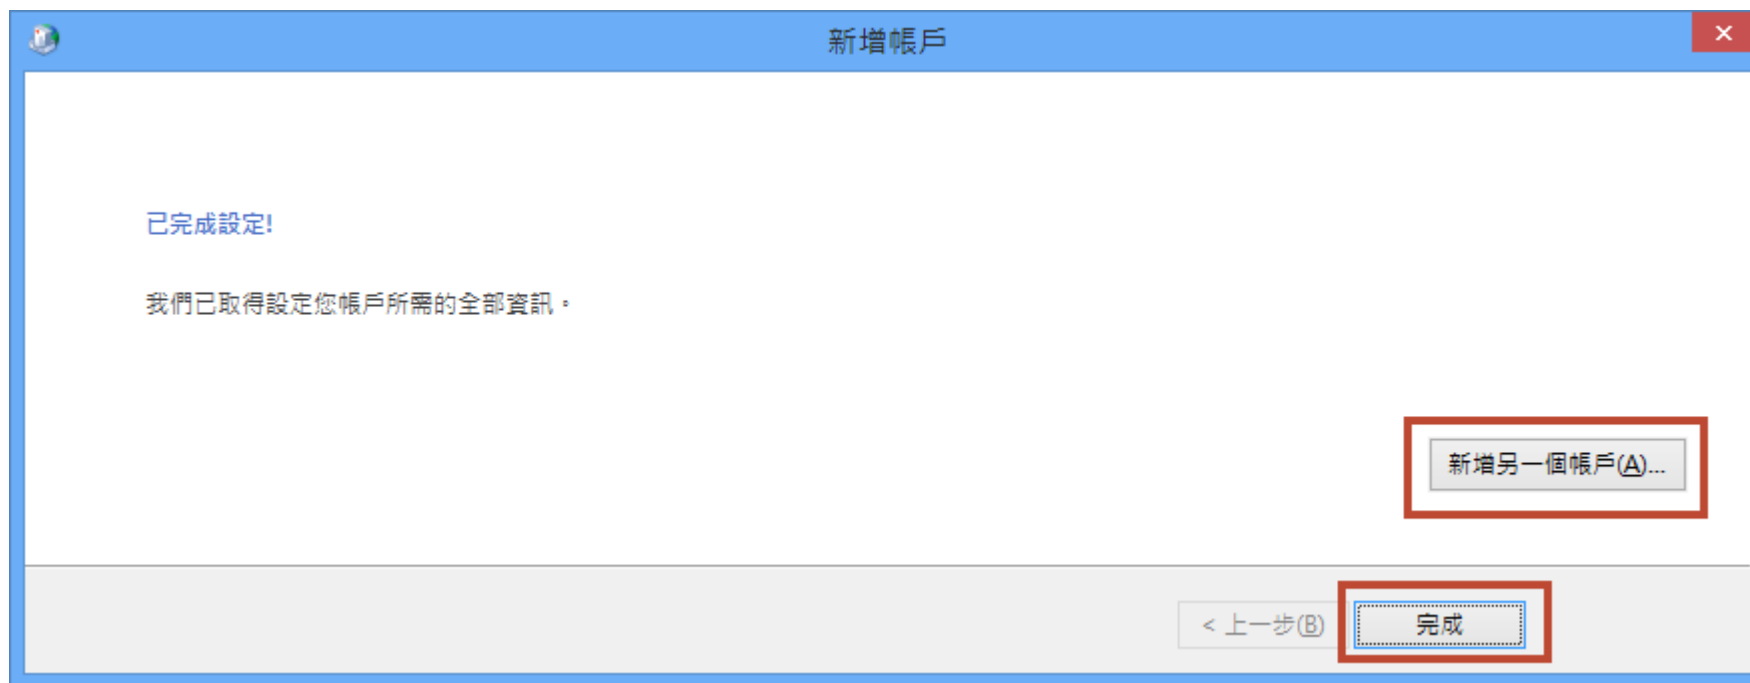 新增帳戶
已完成設定!
我們已取得設定您帳戶所需的全部資訊。
新增另一個帳戶(A)...
< 上一步(B)
完成